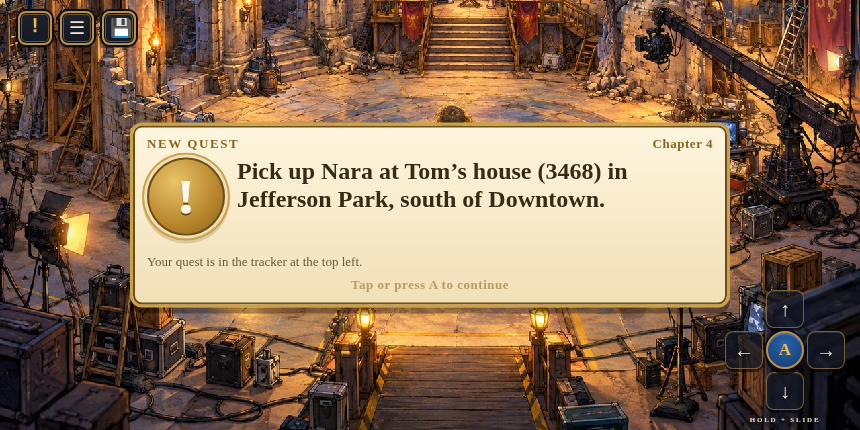 !
☰
💾
NEW QUEST
Chapter 4
!
Pick up Nara at Tom’s house (3468) in
Jefferson Park, south of Downtown.
Your quest is in the tracker at the top left.
Tap or press A to continue
↑
← A →
↓
HOLD + SLIDE